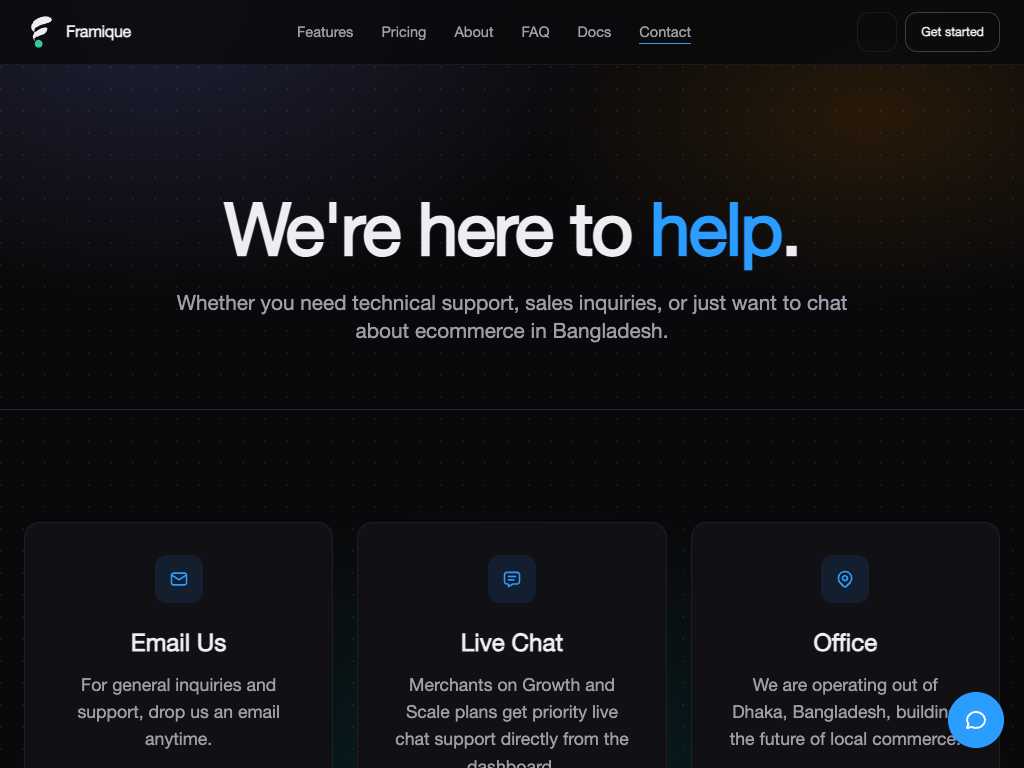 Framique
Features
Pricing
About
FAQ
Docs
Contact
Get started
We're here to help.
Whether you need technical support, sales inquiries, or just want to chat
about ecommerce in Bangladesh.
Email Us
For general inquiries and
support, drop us an email
anytime.
Live Chat
Merchants on Growth and
Scale plans get priority live
chat support directly from the
dashboard.
Office
We are operating out of
Dhaka, Bangladesh, building
the future of local commerce.